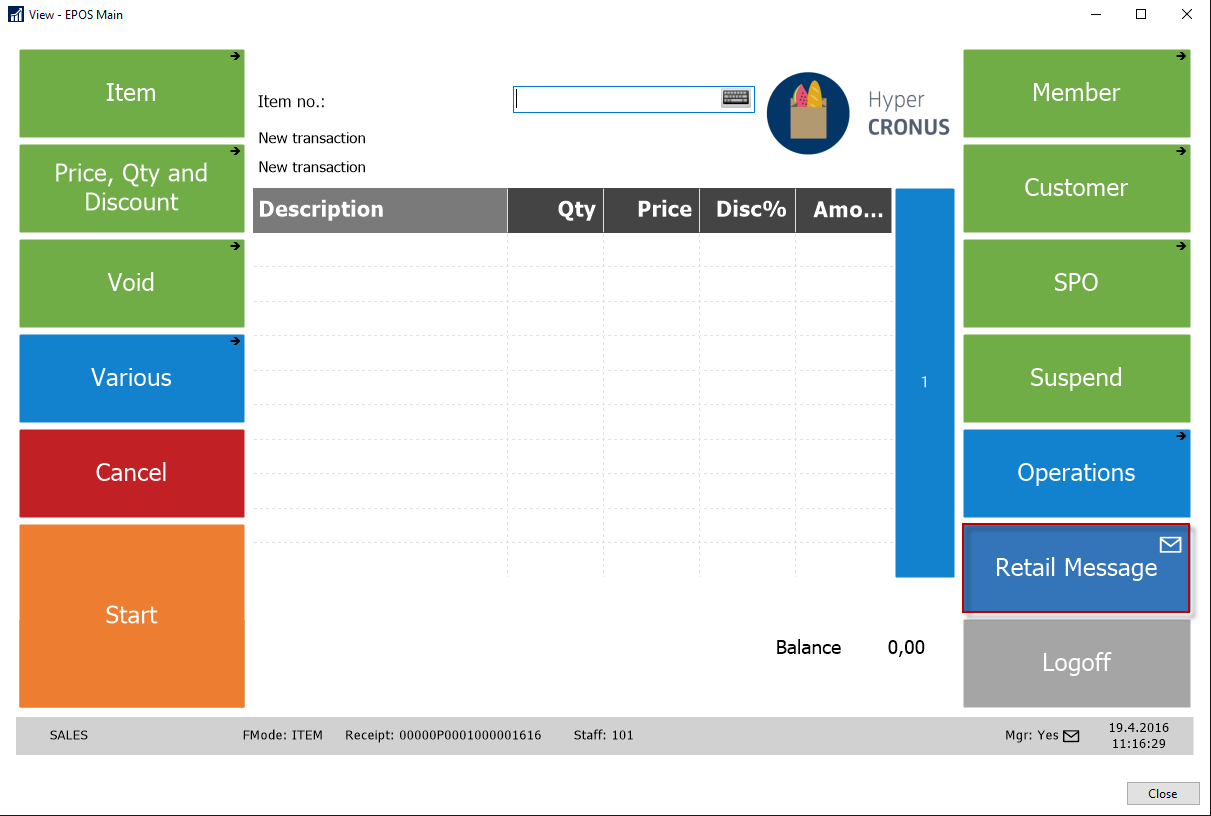 View - EPOS Main
Item
Price, Qty and
Discount
Void
Various
Cancel
Start
Item no.:
New transaction
New transaction
Hyper
CRONUS
Description Qty Price Disc% Amo...
1
Balance 0,00
Member
Customer
SPO
Suspend
Operations
Retail Message
Logoff
SALES FMode: ITEM Receipt: 00000P0001000001616 Staff: 101 Mgr: Yes
19.4.2016
11:16:29
Close